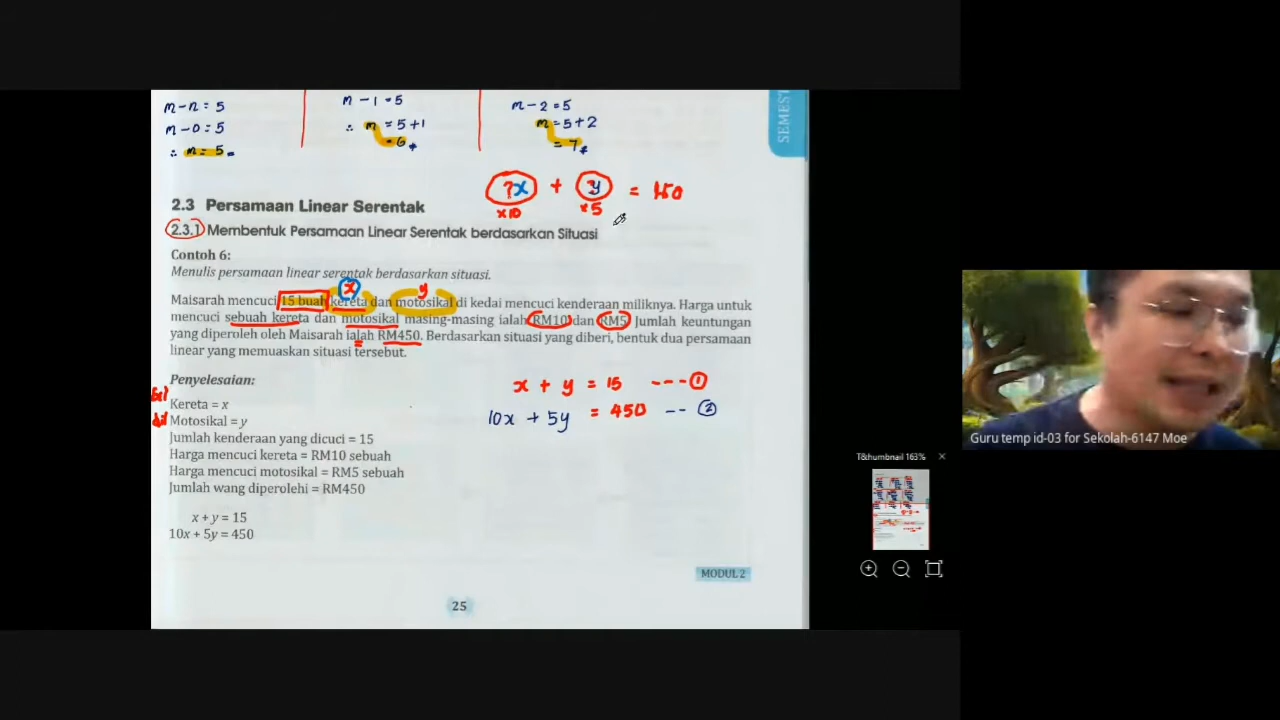 m-n=5
m-0=5
∴ m=5
m-1=5
∴ m=5+1
=6
m-2=5
m=5+2
=7
SEMEST
?x + y = 150
×10 ×5
2.3 Persamaan Linear Serentak
2.3.1 Membentuk Persamaan Linear Serentak berdasarkan Situasi
Contoh 6:
Menulis persamaan linear serentak berdasarkan situasi.
x y
Maisarah mencuci 15 buah kereta dan motosikal di kedai mencuci kenderaan miliknya. Harga untuk
mencuci sebuah kereta dan motosikal masing-masing ialah RM10 dan RM5. Jumlah keuntungan
yang diperoleh oleh Maisarah ialah RM450. Berdasarkan situasi yang diberi, bentuk dua persamaan
linear yang memuaskan situasi tersebut.
Penyelesaian:
Kereta = x
Motosikal = y
Jumlah kenderaan yang dicuci = 15
Harga mencuci kereta = RM10 sebuah
Harga mencuci motosikal = RM5 sebuah
Jumlah wang diperolehi = RM450
x + y = 15
10x + 5y = 450
x + y = 15 ---①
10x + 5y = 450 --②
MODUL 2
25
Guru temp id-03 for Sekolah-6147 Moe
T&humbnail 163%